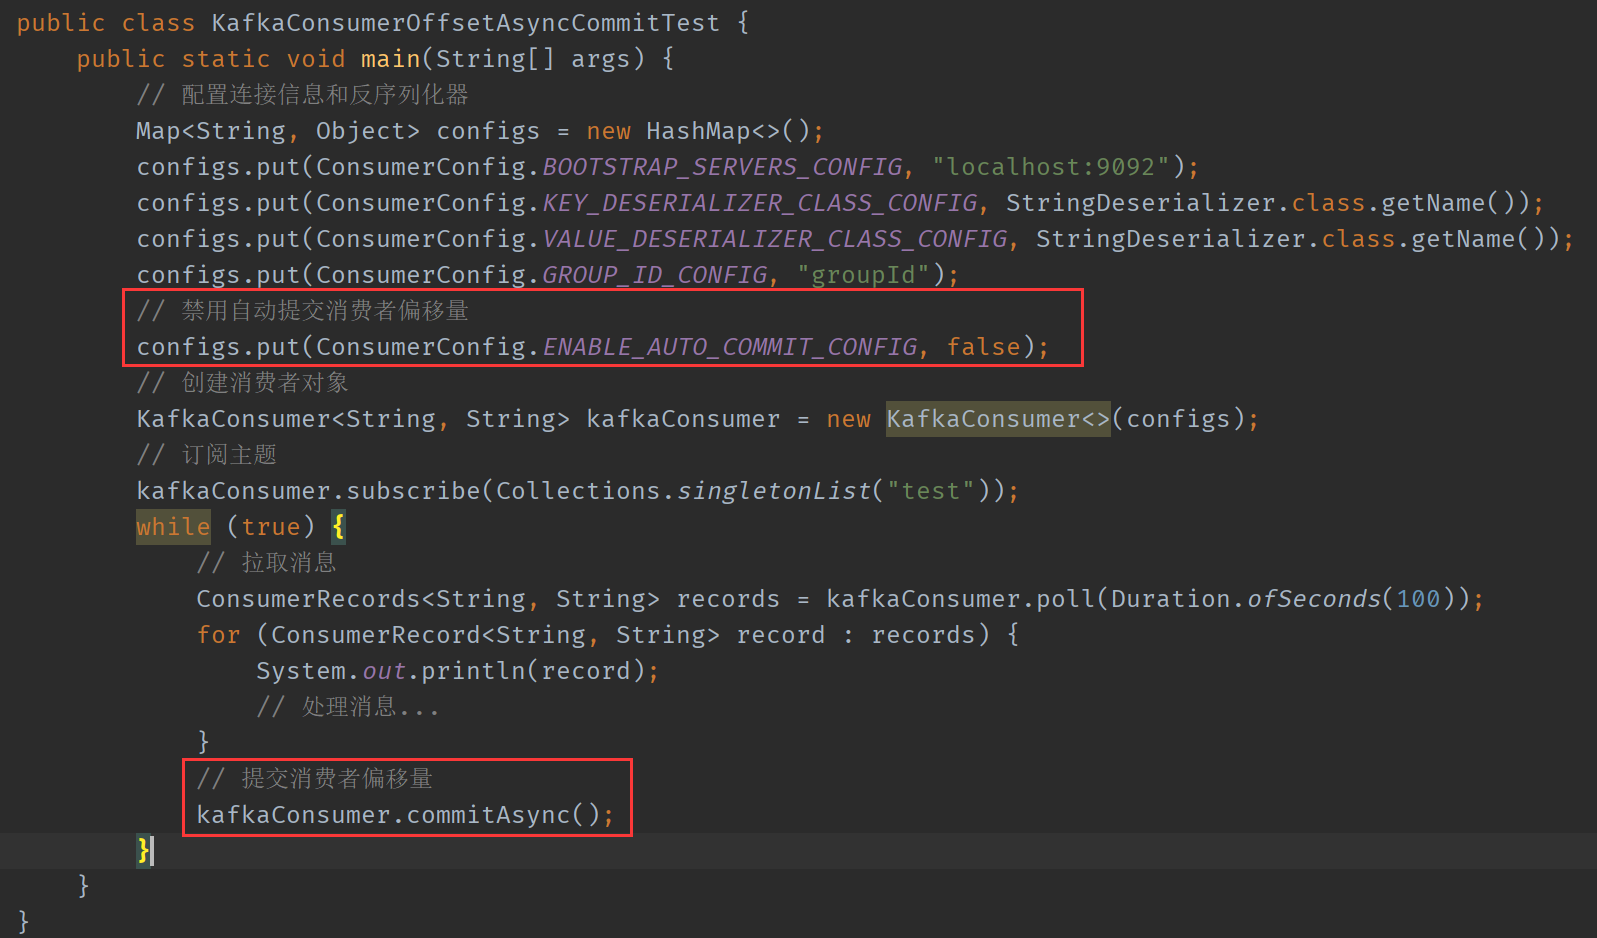 public class KafkaConsumerOffsetAsyncCommitTest {
public static void main(String[] args) {
// 配置连接信息和反序列化器
Map<String, Object> configs = new HashMap<>();
configs.put(ConsumerConfig.BOOTSTRAP_SERVERS_CONFIG, "localhost:9092");
configs.put(ConsumerConfig.KEY_DESERIALIZER_CLASS_CONFIG, StringDeserializer.class.getName());
configs.put(ConsumerConfig.VALUE_DESERIALIZER_CLASS_CONFIG, StringDeserializer.class.getName());
configs.put(ConsumerConfig.GROUP_ID_CONFIG, "groupId");
// 禁用自动提交消费者偏移量
configs.put(ConsumerConfig.ENABLE_AUTO_COMMIT_CONFIG, false);
// 创建消费者对象
KafkaConsumer<String, String> kafkaConsumer = new KafkaConsumer<>(configs);
// 订阅主题
kafkaConsumer.subscribe(Collections.singletonList("test"));
while (true) {
// 拉取消息
ConsumerRecords<String, String> records = kafkaConsumer.poll(Duration.ofSeconds(100));
for (ConsumerRecord<String, String> record : records) {
System.out.println(record);
// 处理消息...
}
// 提交消费者偏移量
kafkaConsumer.commitAsync();
}
}
}